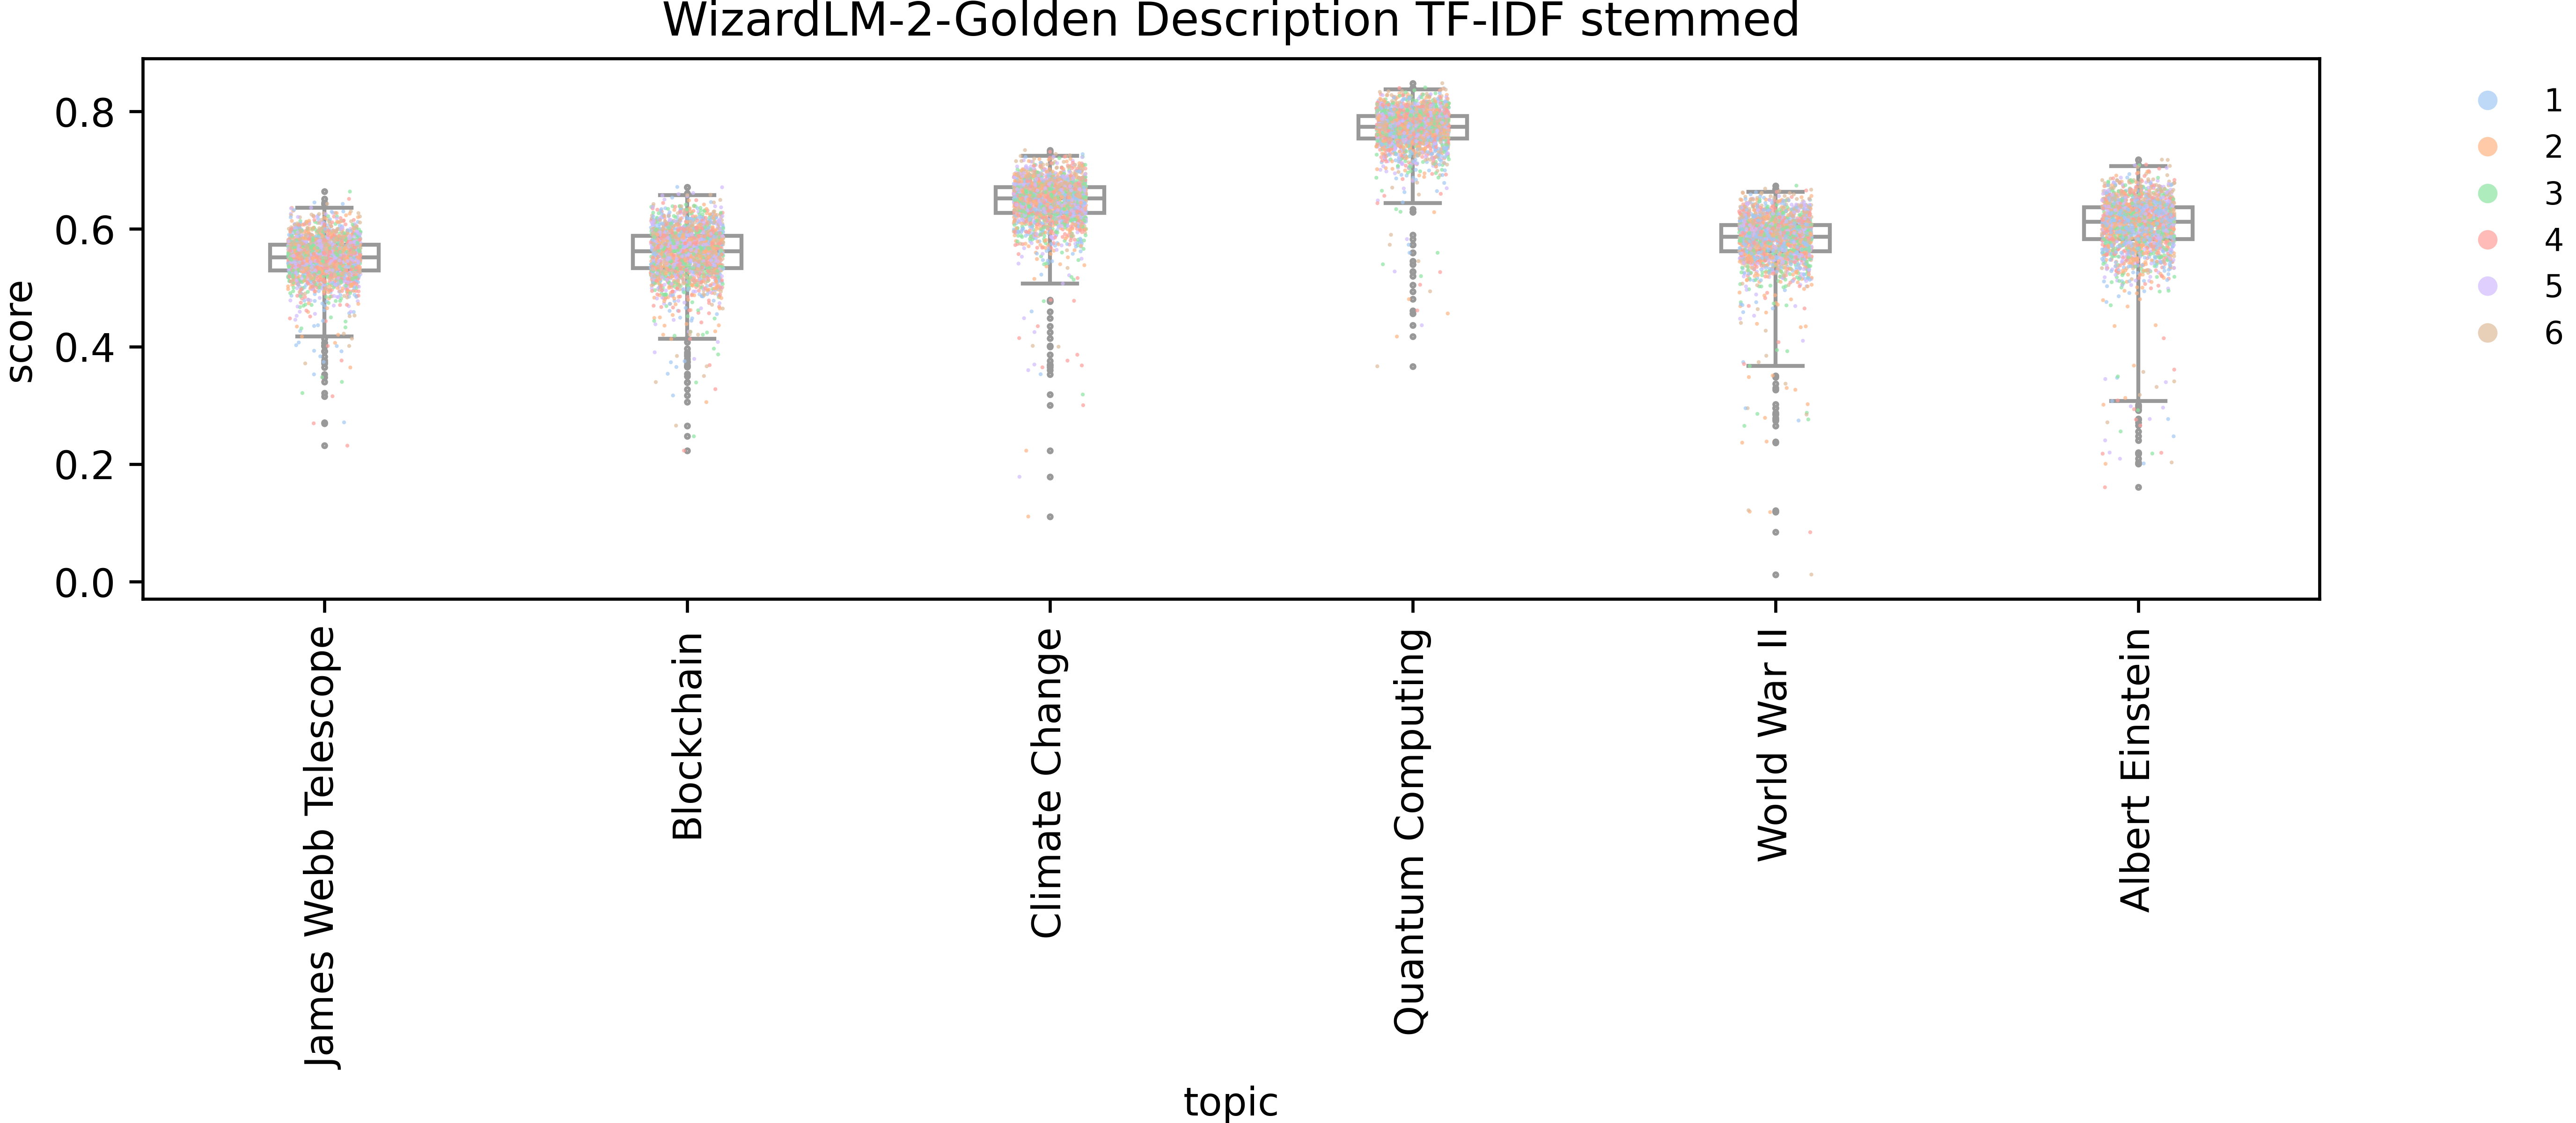 WizardLM-2-Golden Description TF-IDF stemmed
score
0.8
0.6
0.4
0.2
0.0
1
2
3
4
5
6
James Webb Telescope
Blockchain
Climate Change
Quantum Computing
World War II
Albert Einstein
topic